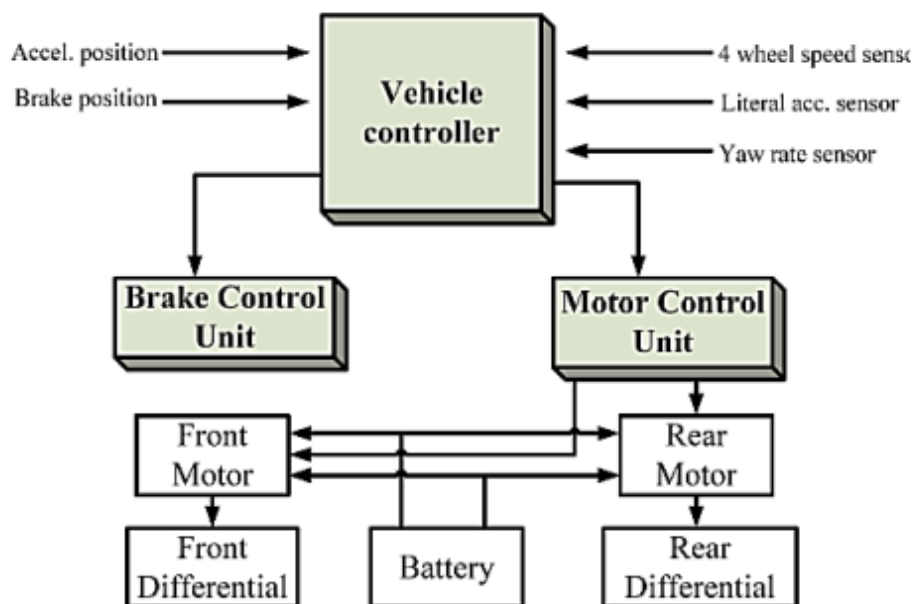 Accel. position
Brake position
Vehicle
controller
4 wheel speed
Literal acc. sensor
Yaw rate sensor
Brake Control
Unit
Motor Control
Unit
Front
Motor
Rear
Motor
Front
Differential
Battery
Rear
Differential